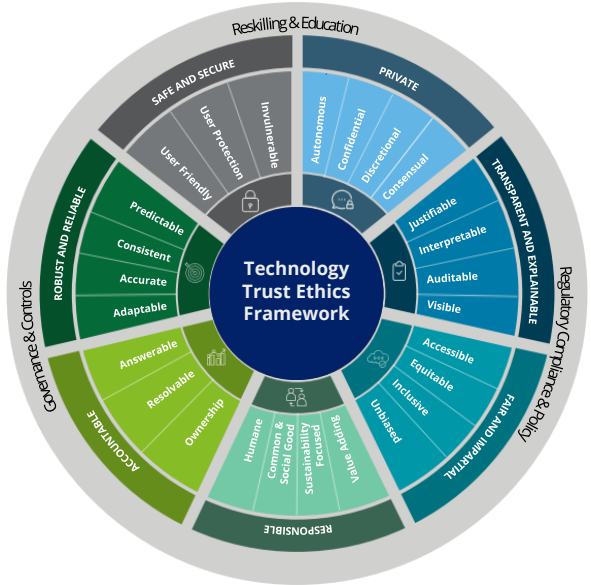 Reskilling & Education
Regulatory Compliance & Policy
Governance & Controls
Technology
Trust Ethics
Framework
PRIVATE
Autonomous
Confidential
Discretional
Consensual
TRANSPARENT AND EXPLAINABLE
Justifiable
Interpretable
Auditable
Visible
FAIR AND IMPARTIAL
Accessible
Equitable
Inclusive
Unbiased
RESPONSIBLE
Humane
Common &
Social Good
Sustainability
Focused
Value Adding
ACCOUNTABLE
Answerable
Resolvable
Ownership
ROBUST AND RELIABLE
Predictable
Consistent
Accurate
Adaptable
SAFE AND SECURE
User Friendly
User Protection
Invulnerable